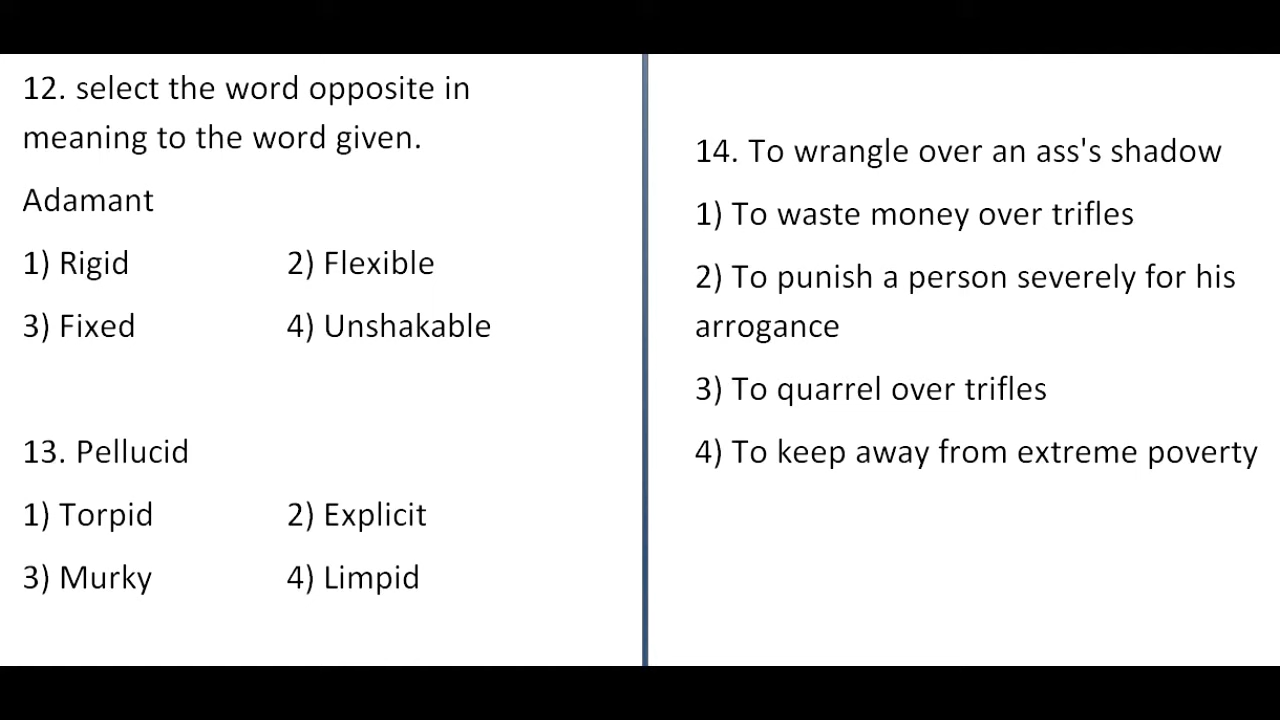 12. select the word opposite in
meaning to the word given.
Adamant
1) Rigid 2) Flexible
3) Fixed 4) Unshakable
13. Pellucid
1) Torpid 2) Explicit
3) Murky 4) Limpid
14. To wrangle over an ass's shadow
1) To waste money over trifles
2) To punish a person severely for his
arrogance
3) To quarrel over trifles
4) To keep away from extreme poverty